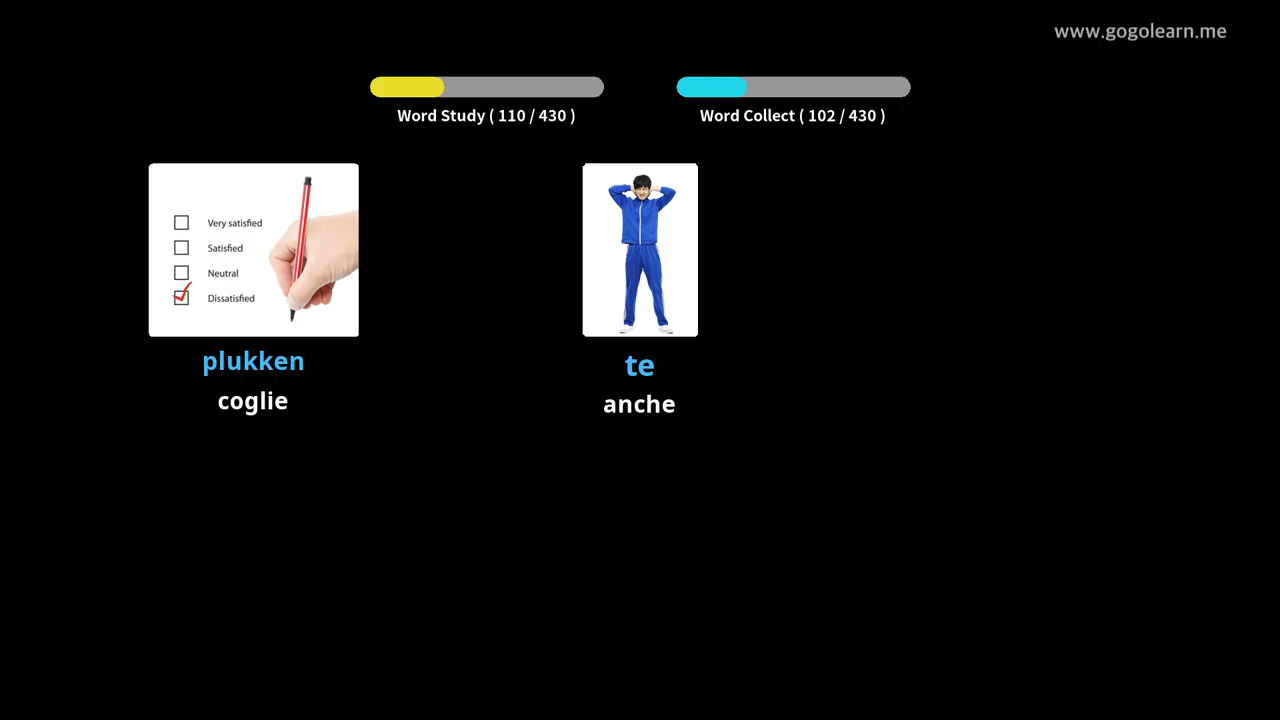 www.gogolearn.me
Word Study ( 110 / 430 )
Word Collect ( 102 / 430 )
Very satisfied
Satisfied
Neutral
Dissatisfied
plukken
coglie
te
anche